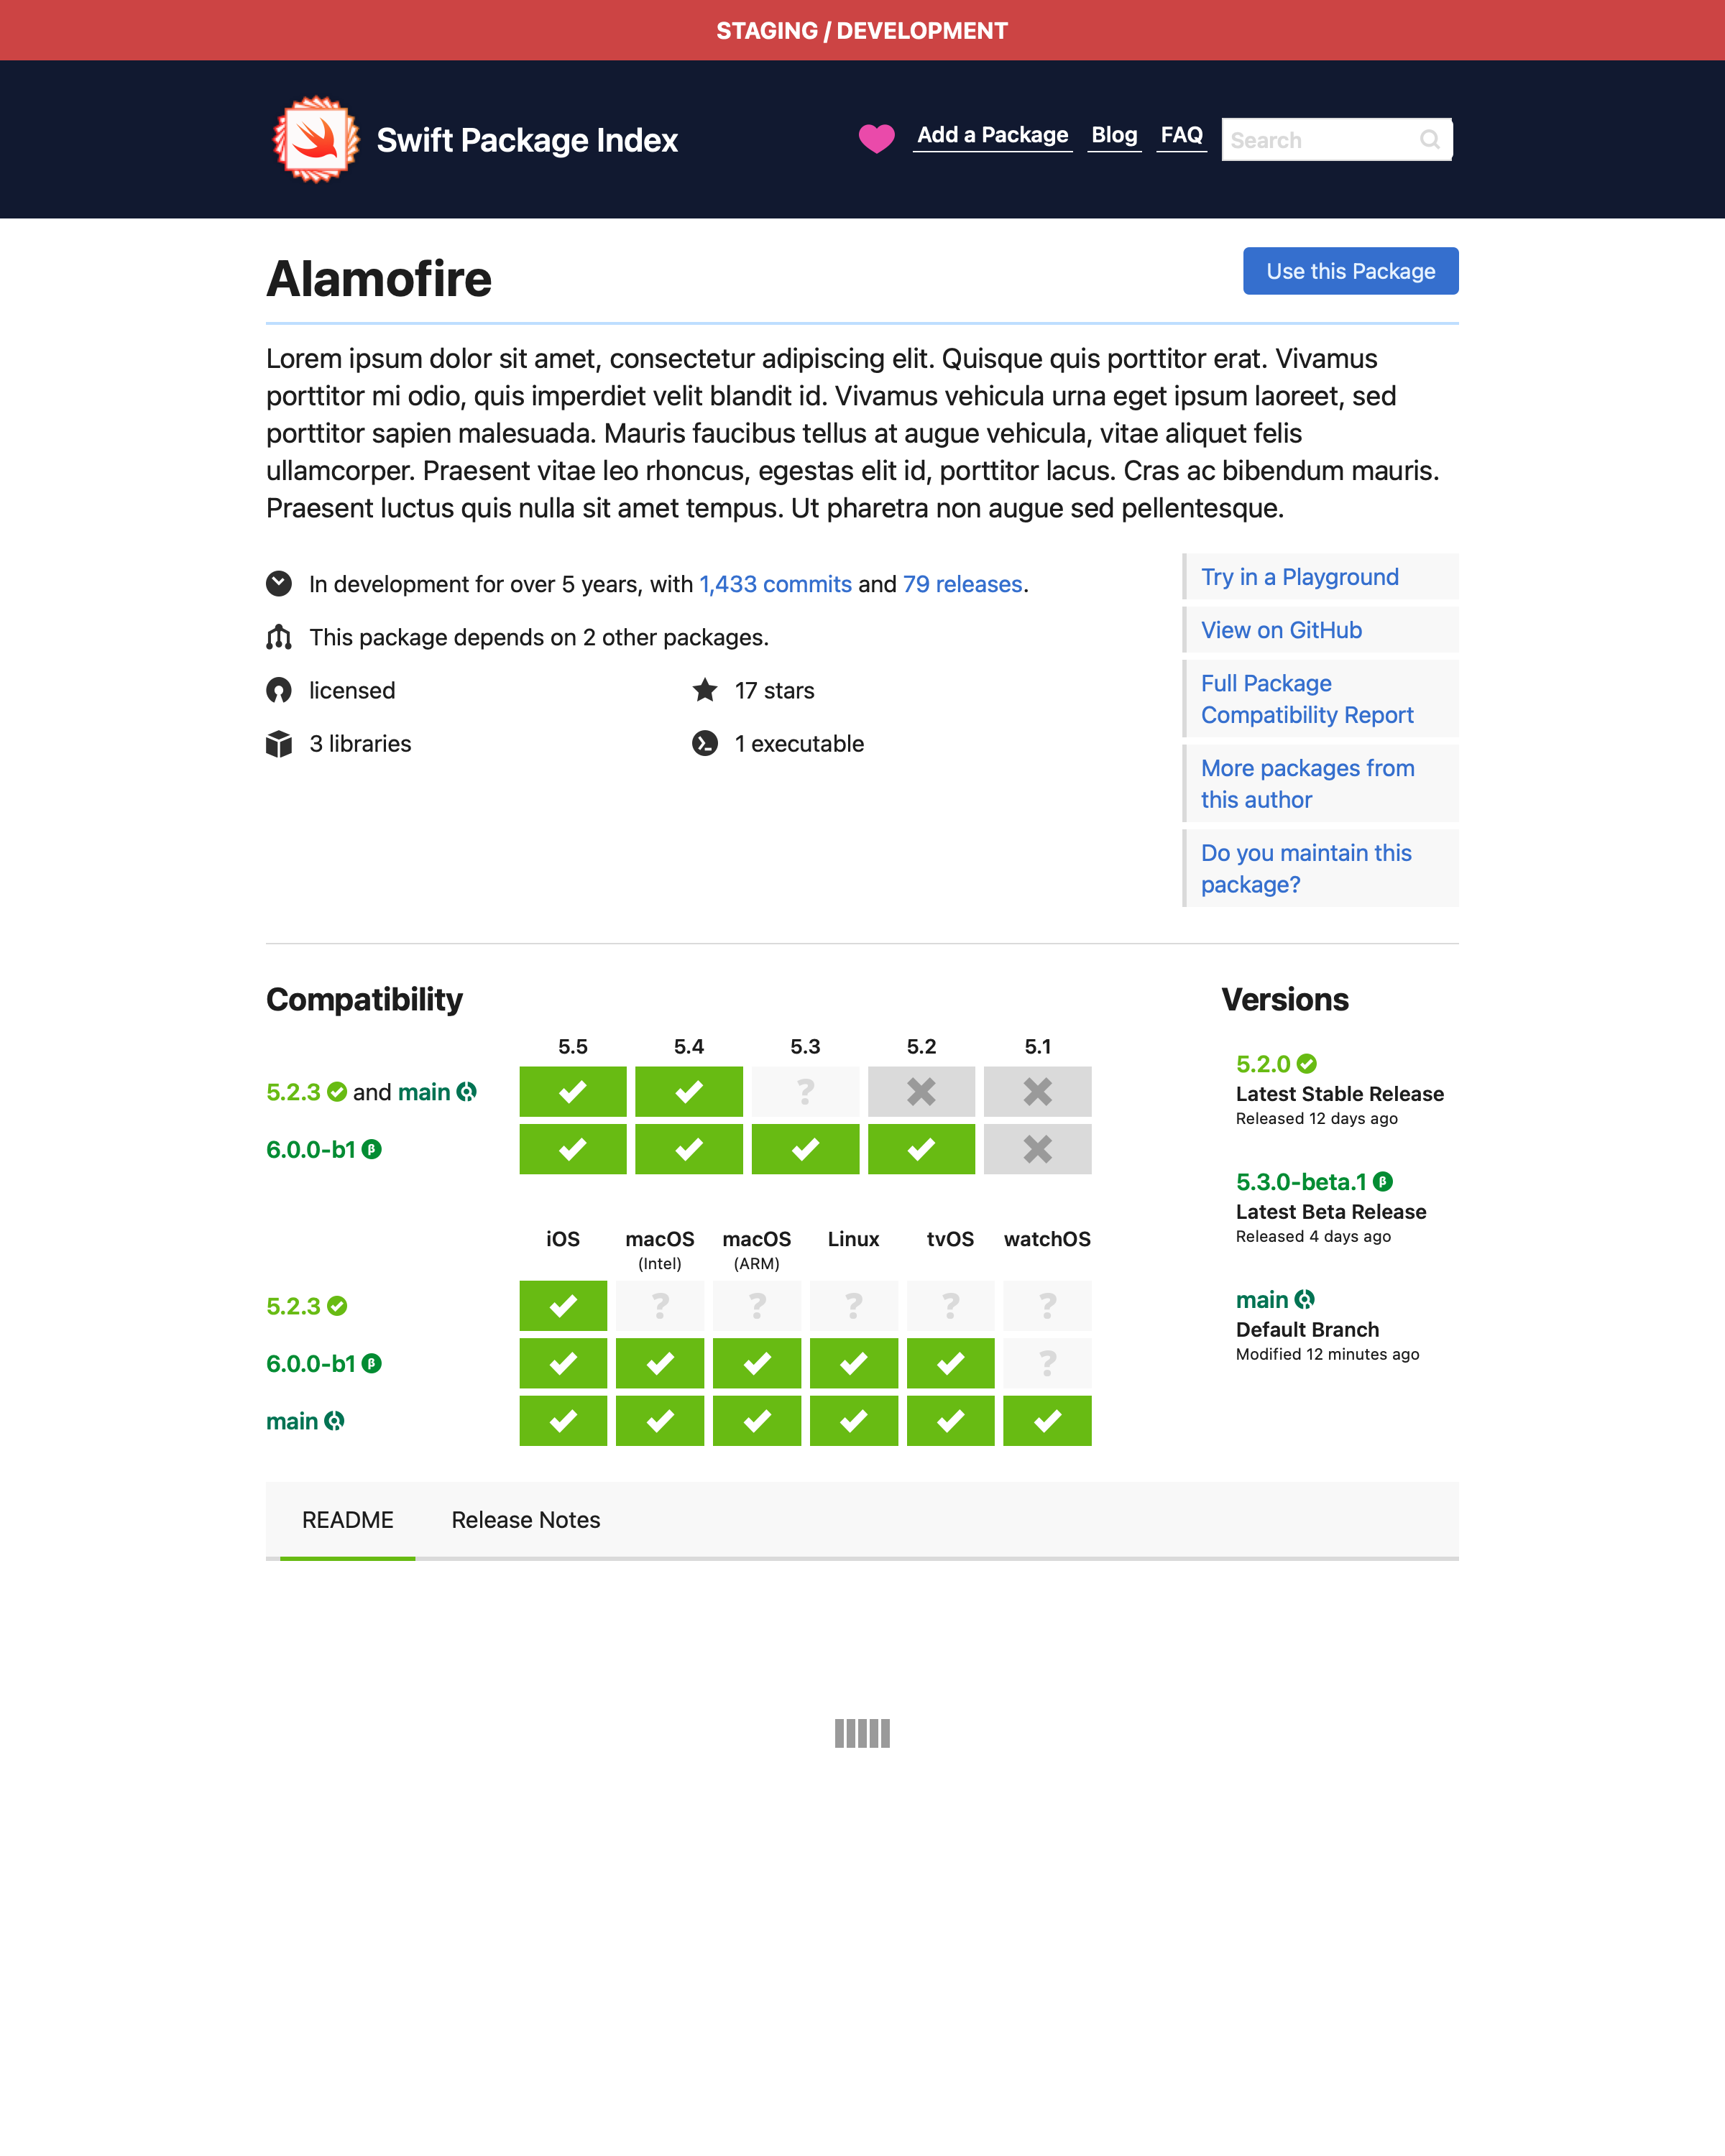 STAGING / DEVELOPMENT
Swift Package Index
Add a Package Blog FAQ Search
Alamofire
Use this Package
Lorem ipsum dolor sit amet, consectetur adipiscing elit. Quisque quis porttitor erat. Vivamus
porttitor mi odio, quis imperdiet velit blandit id. Vivamus vehicula urna eget ipsum laoreet, sed
porttitor sapien malesuada. Mauris faucibus tellus at augue vehicula, vitae aliquet felis
ullamcorper. Praesent vitae leo rhoncus, egestas elit id, porttitor lacus. Cras ac bibendum mauris.
Praesent luctus quis nulla sit amet tempus. Ut pharetra non augue sed pellentesque.
In development for over 5 years, with 1,433 commits and 79 releases.
This package depends on 2 other packages.
licensed
17 stars
3 libraries
1 executable
Try in a Playground
View on GitHub
Full Package
Compatibility Report
More packages from
this author
Do you maintain this
package?
Compatibility
5.5 5.4 5.3 5.2 5.1
5.2.3 and main
?
6.0.0-b1 β
iOS macOS macOS Linux tvOS watchOS
(Intel) (ARM)
5.2.3
? ? ? ? ?
6.0.0-b1 β
?
main
Versions
5.2.0
Latest Stable Release
Released 12 days ago
5.3.0-beta.1 β
Latest Beta Release
Released 4 days ago
main
Default Branch
Modified 12 minutes ago
README Release Notes